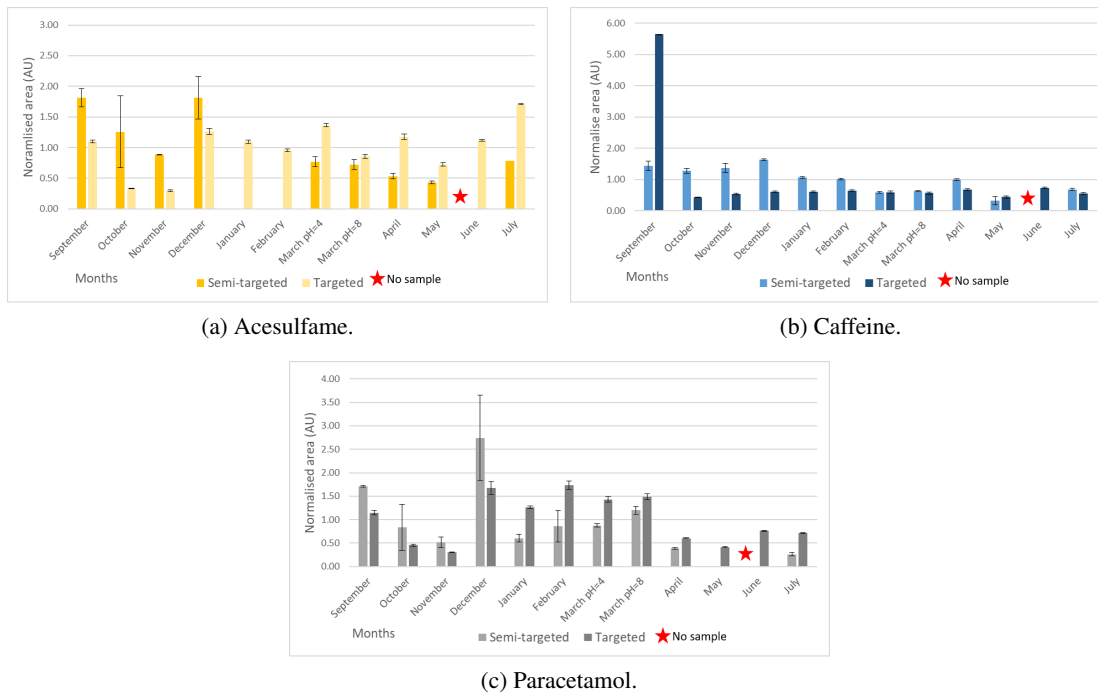 3.00
2.50
2.00
1.50
1.00
0.50
0.00
Noramlised area (AU)
September
October
November
December
January
February
March pH=4
March pH=8
April
May
June
July
Months
Semi-targeted Targeted No sample
(a) Acesulfame.
6.00
5.00
4.00
3.00
2.00
1.00
0.00
Normalise area (AU)
September
October
November
December
January
February
March pH=4
March pH=8
April
May
June
July
Months
Semi-targeted Targeted No sample
(b) Caffeine.
4.00
3.50
3.00
2.50
2.00
1.50
1.00
0.50
0.00
Normalised area (AU)
September
October
November
December
January
February
March pH=4
March pH=8
April
May
June
July
Months
Semi-targeted Targeted No sample
(c) Paracetamol.